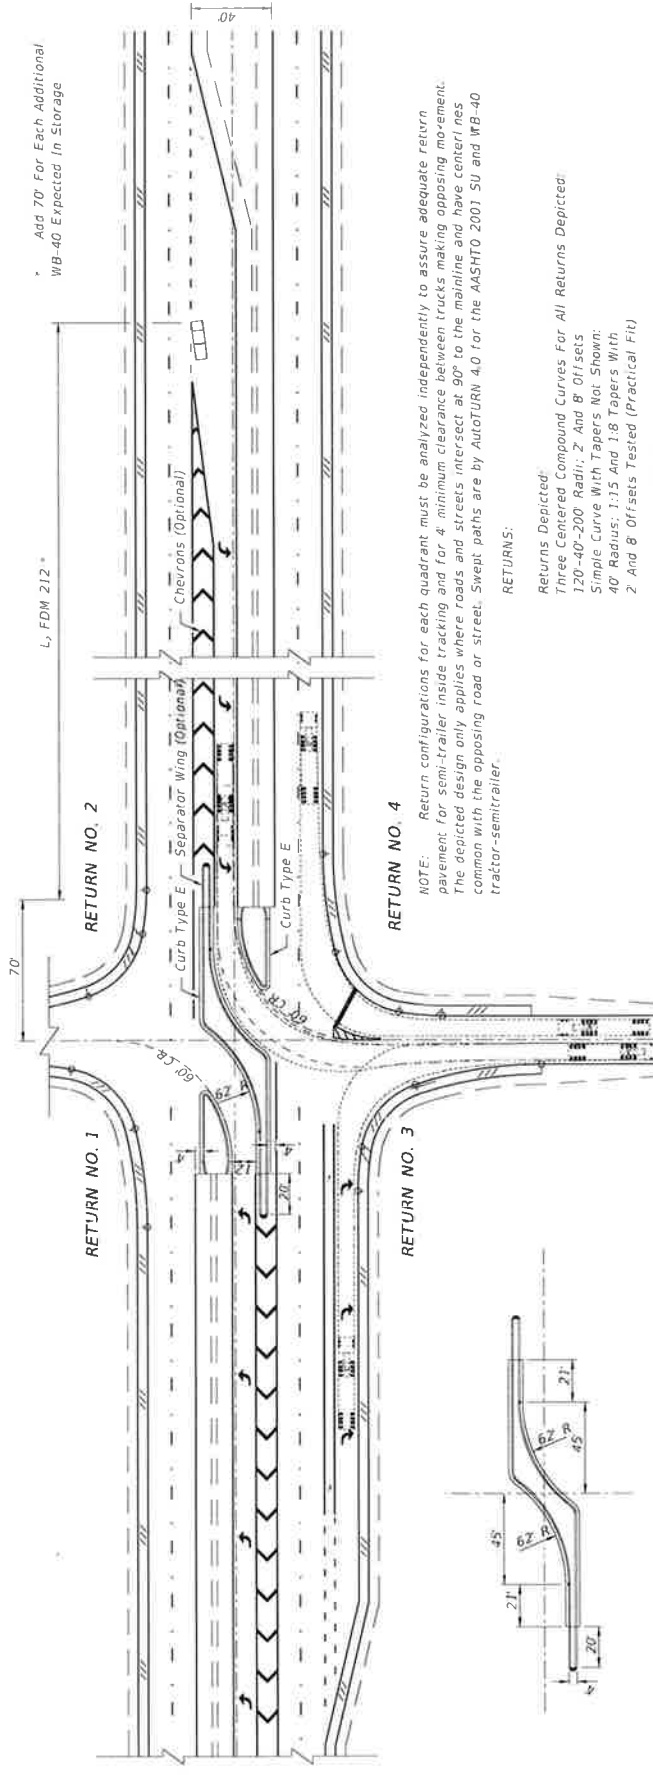 40'
* Add 70' For Each Additional
WB-40 Expected In Storage
L, FDM 212 *
70'
RETURN NO. 2
RETURN NO. 1
Curb Type E
Separator Wing (Optional)
Chevrons (Optional)
60' CR
62' R
4'
12'
4'
20'
60' CR
Curb Type E
RETURN NO. 4
RETURN NO. 3
NOTE: Return configurations for each quadrant must be analyzed independently to assure adequate return
pavement for semi-trailer inside tracking and for 4' minimum clearance between trucks making opposing movement.
The depicted design only applies where roads and streets intersect at 90° to the mainline and have centerlines
common with the opposing road or street. Swept paths are by AutoTURN 4.0 for the AASHTO 2001 SU and WB-40
tractor-semitrailer.
RETURNS:
Returns Depicted:
Three Centered Compound Curves For All Returns Depicted:
120'-40'-200' Radii; 2' And 8' Offsets
Simple Curve With Tapers Not Shown:
40' Radius; 1:15 And 1:8 Tapers With
2' And 8' Offsets Tested (Practical Fit)
45'
21'
20'
4'
62' R
62' R
45'
21'